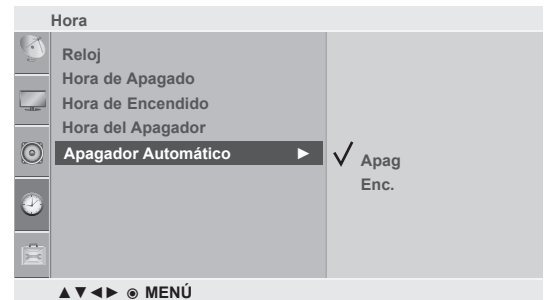 Hora
Reloj
Hora de Apagado
Hora de Encendido
Hora del Apagador
Apagador Automático ►
✓ Apag
Enc.
▲▼◄► ◉ MENÚ